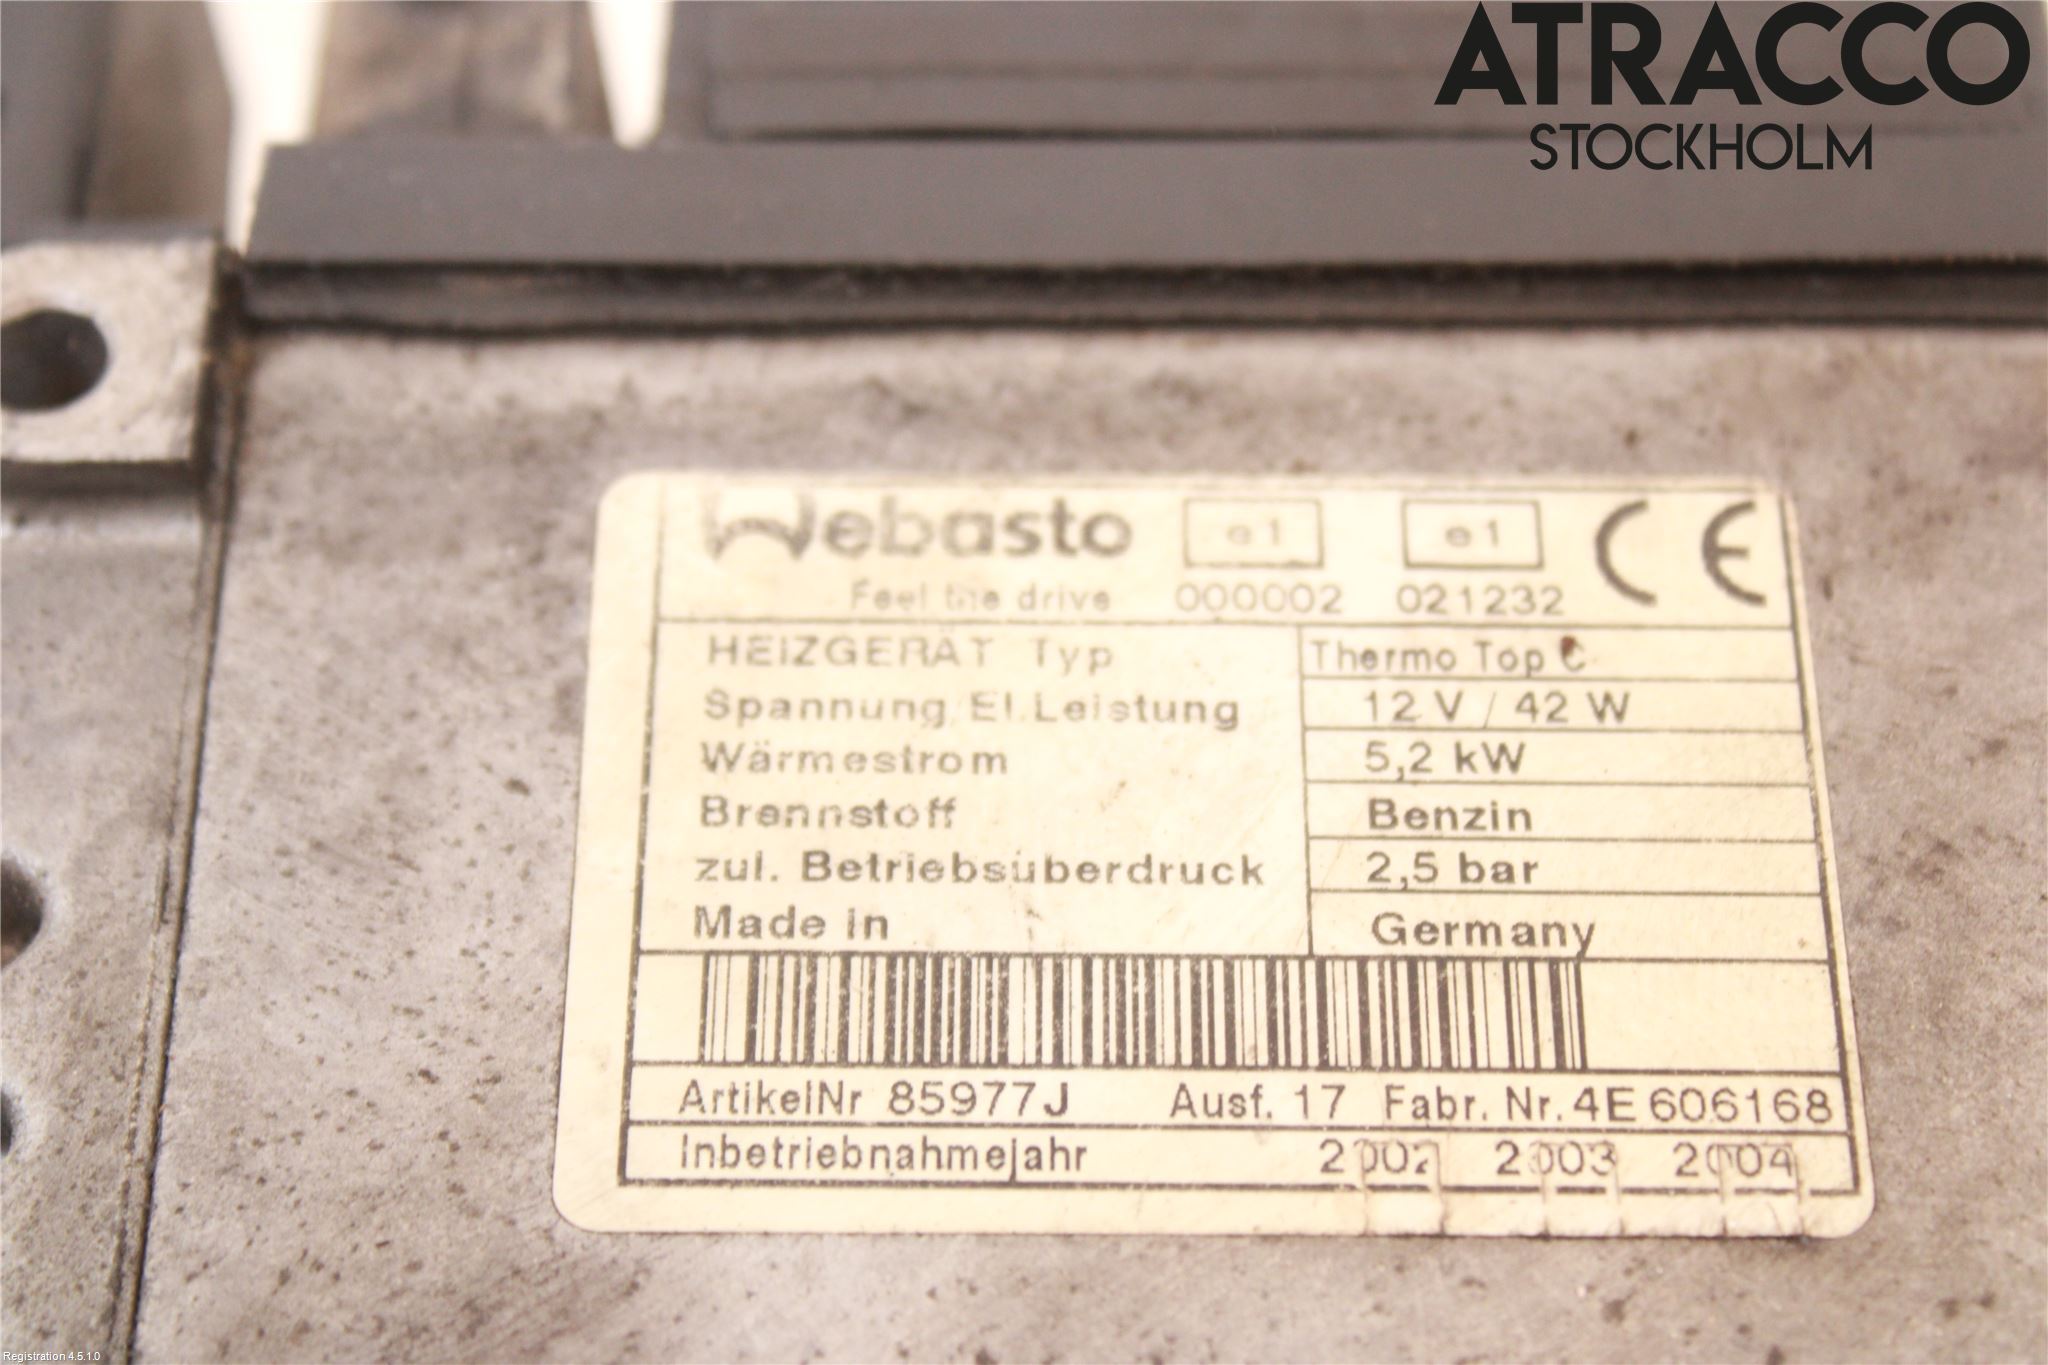 ATRACCO
STOCKHOLM
Webasto e1 e1 CE
Feel the drive 000002 021232
HEIZGERÄT Typ Thermo Top C
Spannung/El.Leistung 12 V / 42 W
Wärmestrom 5,2 kW
Brennstoff Benzin
zul. Betriebsüberdruck 2,5 bar
Made in Germany
ArtikelNr 85977J Ausf. 17 Fabr. Nr. 4E 606168
Inbetriebnahmejahr 2002 2003 2004
Registration 4.5.1.0